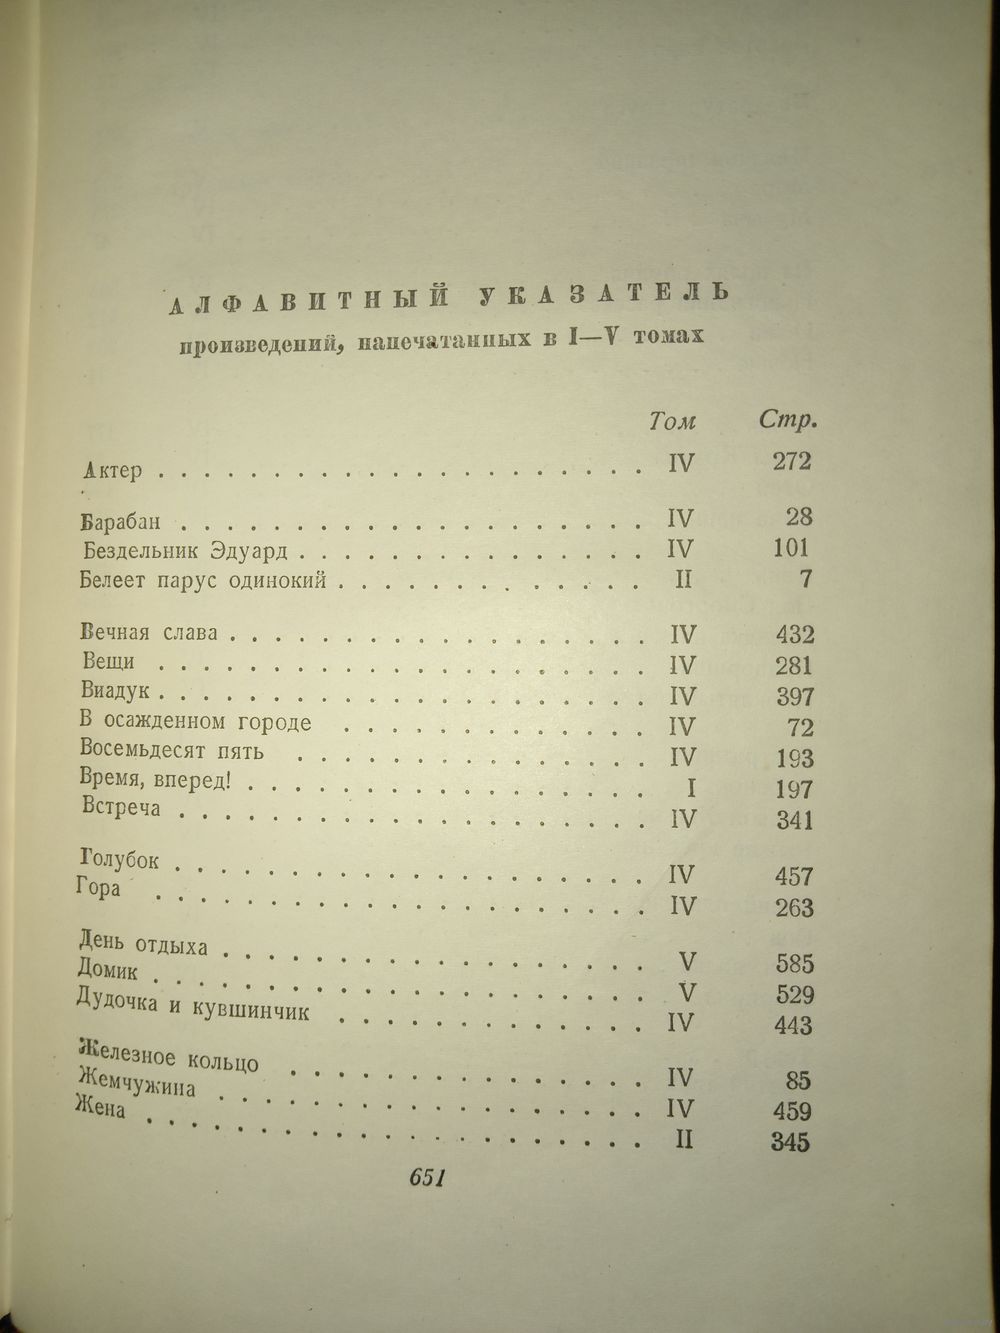 АЛФАВИТНЫЙ УКАЗАТЕЛЬ
произведений, напечатанных в I—V томах
Том Стр.
Актер . . . . . . . . . . . . . . . . . . . . . IV 272
Барабан . . . . . . . . . . . . . . . . . . . . IV 28
Бездельник Эдуард . . . . . . . . . . . . . . . IV 101
Белеет парус одинокий . . . . . . . . . . . . . II 7
Вечная слава . . . . . . . . . . . . . . . . . . IV 432
Вещи . . . . . . . . . . . . . . . . . . . . . IV 281
Виадук . . . . . . . . . . . . . . . . . . . . . IV 397
В осажденном городе . . . . . . . . . . . . . IV 72
Восемьдесят пять . . . . . . . . . . . . . . . IV 193
Время, вперед! . . . . . . . . . . . . . . . . . I 197
Встреча . . . . . . . . . . . . . . . . . . . . IV 341
Голубок . . . . . . . . . . . . . . . . . . . . IV 457
Гора . . . . . . . . . . . . . . . . . . . . . IV 263
День отдыха . . . . . . . . . . . . . . . . . . V 585
Домик . . . . . . . . . . . . . . . . . . . . . V 529
Дудочка и кувшинчик . . . . . . . . . . . . . IV 443
Железное кольцо . . . . . . . . . . . . . . . IV 85
Жемчужина . . . . . . . . . . . . . . . . . . IV 459
Жена . . . . . . . . . . . . . . . . . . . . . II 345
651